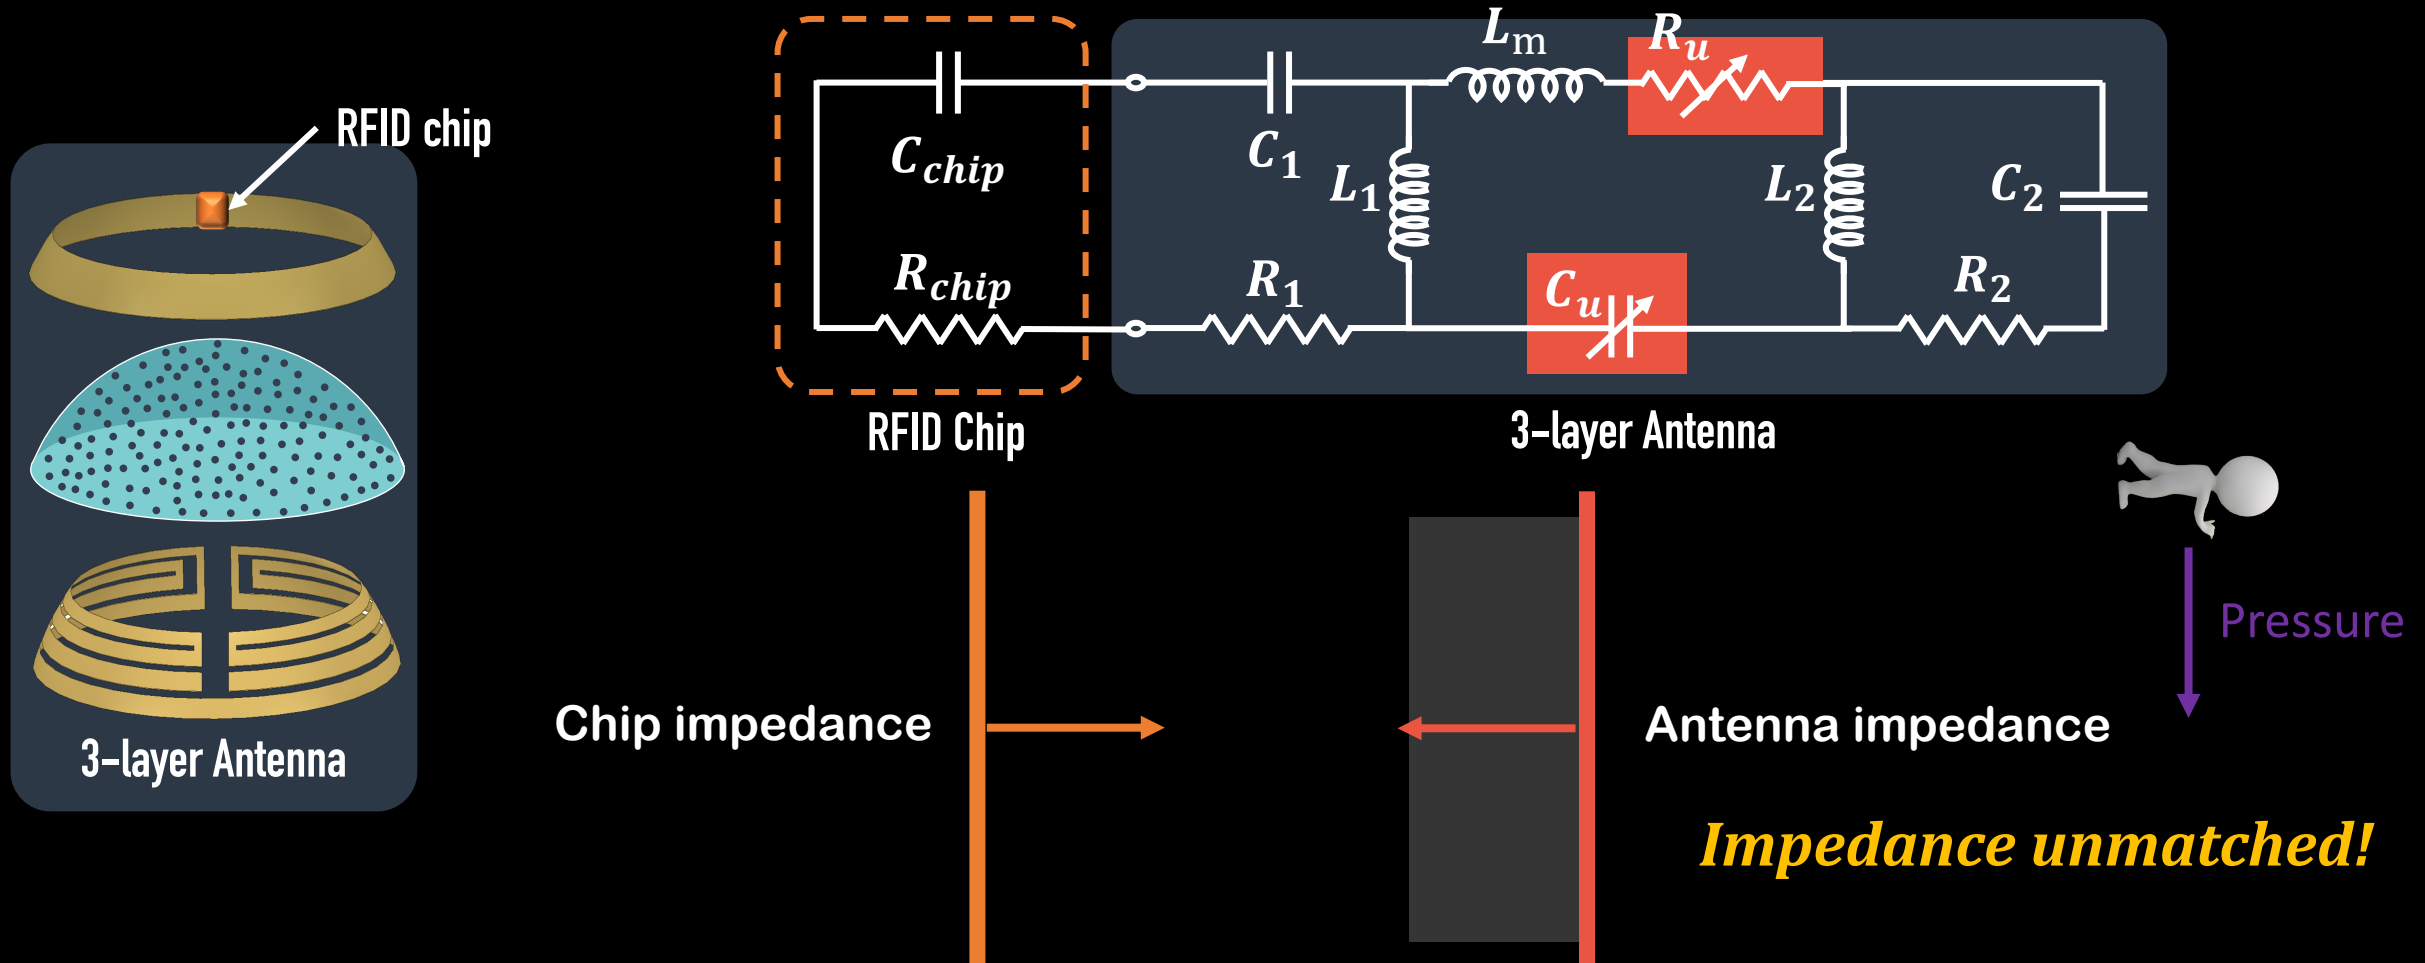 RFID chip
3-layer Antenna
C_chip
R_chip
RFID Chip
C_1
R_1
L_1
L_m
R_u
C_u
L_2
C_2
R_2
3-layer Antenna
Chip impedance
Antenna impedance
Pressure
Impedance unmatched!